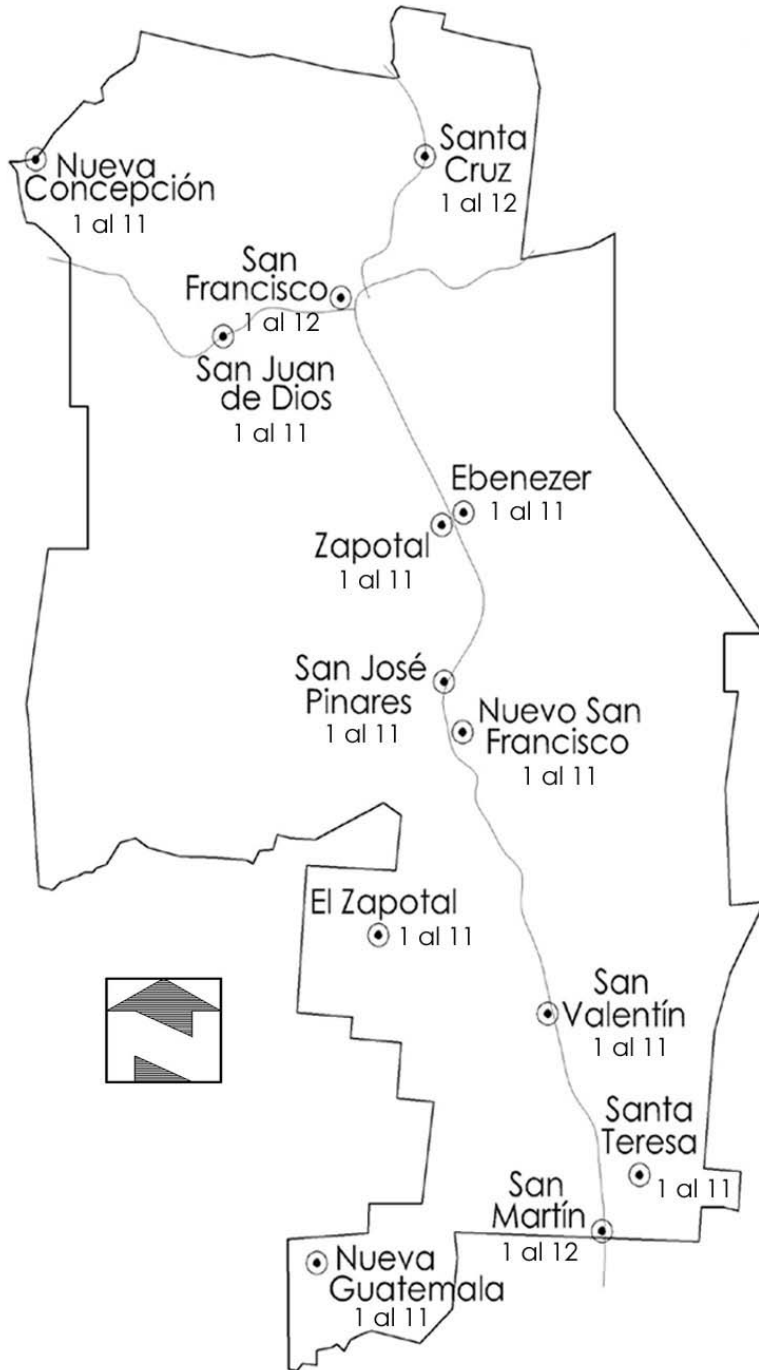 Santa
Cruz
1 al 12
Nueva
Concepción
1 al 11
San
Francisco
1 al 12
San Juan
de Dios
1 al 11
Ebenezer
1 al 11
Zapotal
1 al 11
San José
Pinares
1 al 11
Nuevo San
Francisco
1 al 11
El Zapotal
1 al 11
San
Valentín
1 al 11
Santa
Teresa
1 al 11
San
Martín
1 al 12
Nueva
Guatemala
1 al 11